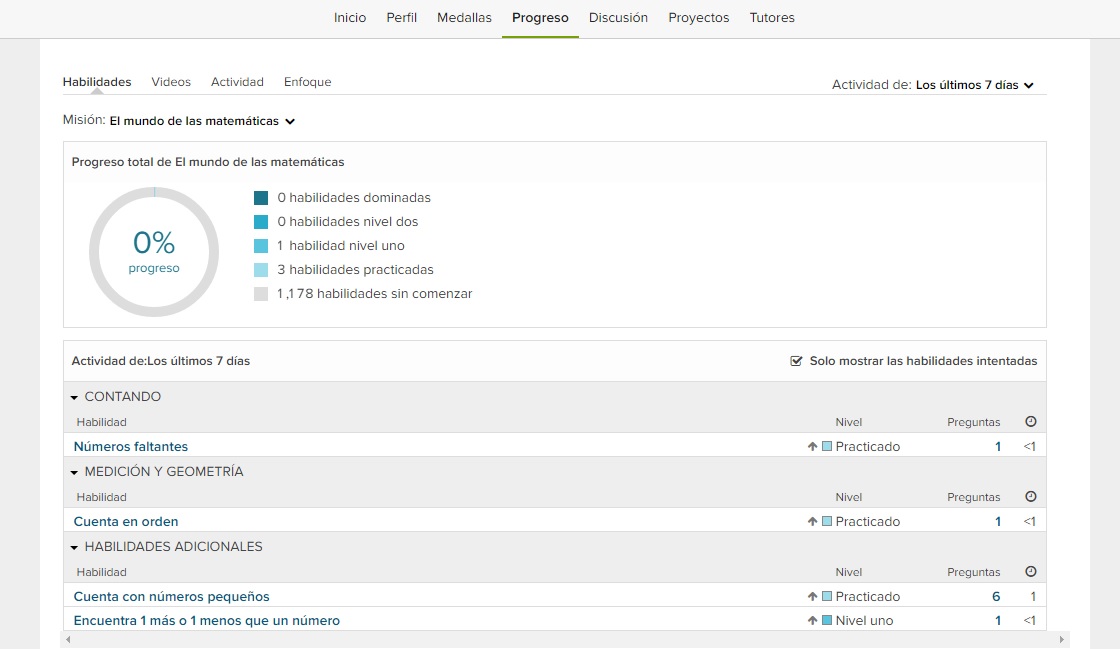 Inicio Perfil Medallas Progreso Discusión Proyectos Tutores
Habilidades Videos Actividad Enfoque
Actividad de: Los últimos 7 días
Misión: El mundo de las matemáticas
Progreso total de El mundo de las matemáticas
0%
progreso
0 habilidades dominadas
0 habilidades nivel dos
1 habilidad nivel uno
3 habilidades practicadas
1,178 habilidades sin comenzar
Actividad de:Los últimos 7 días
Solo mostrar las habilidades intentadas
CONTANDO
Habilidad Nivel Preguntas
Números faltantes Practicado 1 <1
MEDICIÓN Y GEOMETRÍA
Habilidad Nivel Preguntas
Cuenta en orden Practicado 1 <1
HABILIDADES ADICIONALES
Habilidad Nivel Preguntas
Cuenta con números pequeños Practicado 6 1
Encuentra 1 más o 1 menos que un número Nivel uno 1 <1